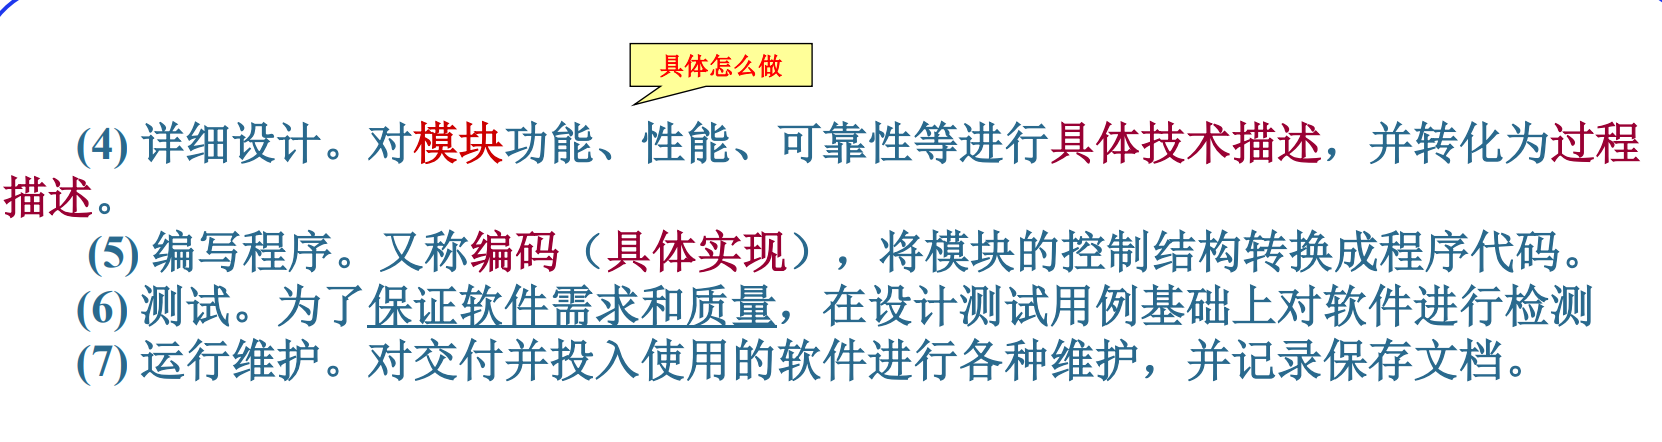 具体怎么做
(4) 详细设计。对模块功能、性能、可靠性等进行具体技术描述，并转化为过程
描述。
(5) 编写程序。又称编码（具体实现），将模块的控制结构转换成程序代码。
(6) 测试。为了保证软件需求和质量，在设计测试用例基础上对软件进行检测
(7) 运行维护。对交付并投入使用的软件进行各种维护，并记录保存文档。